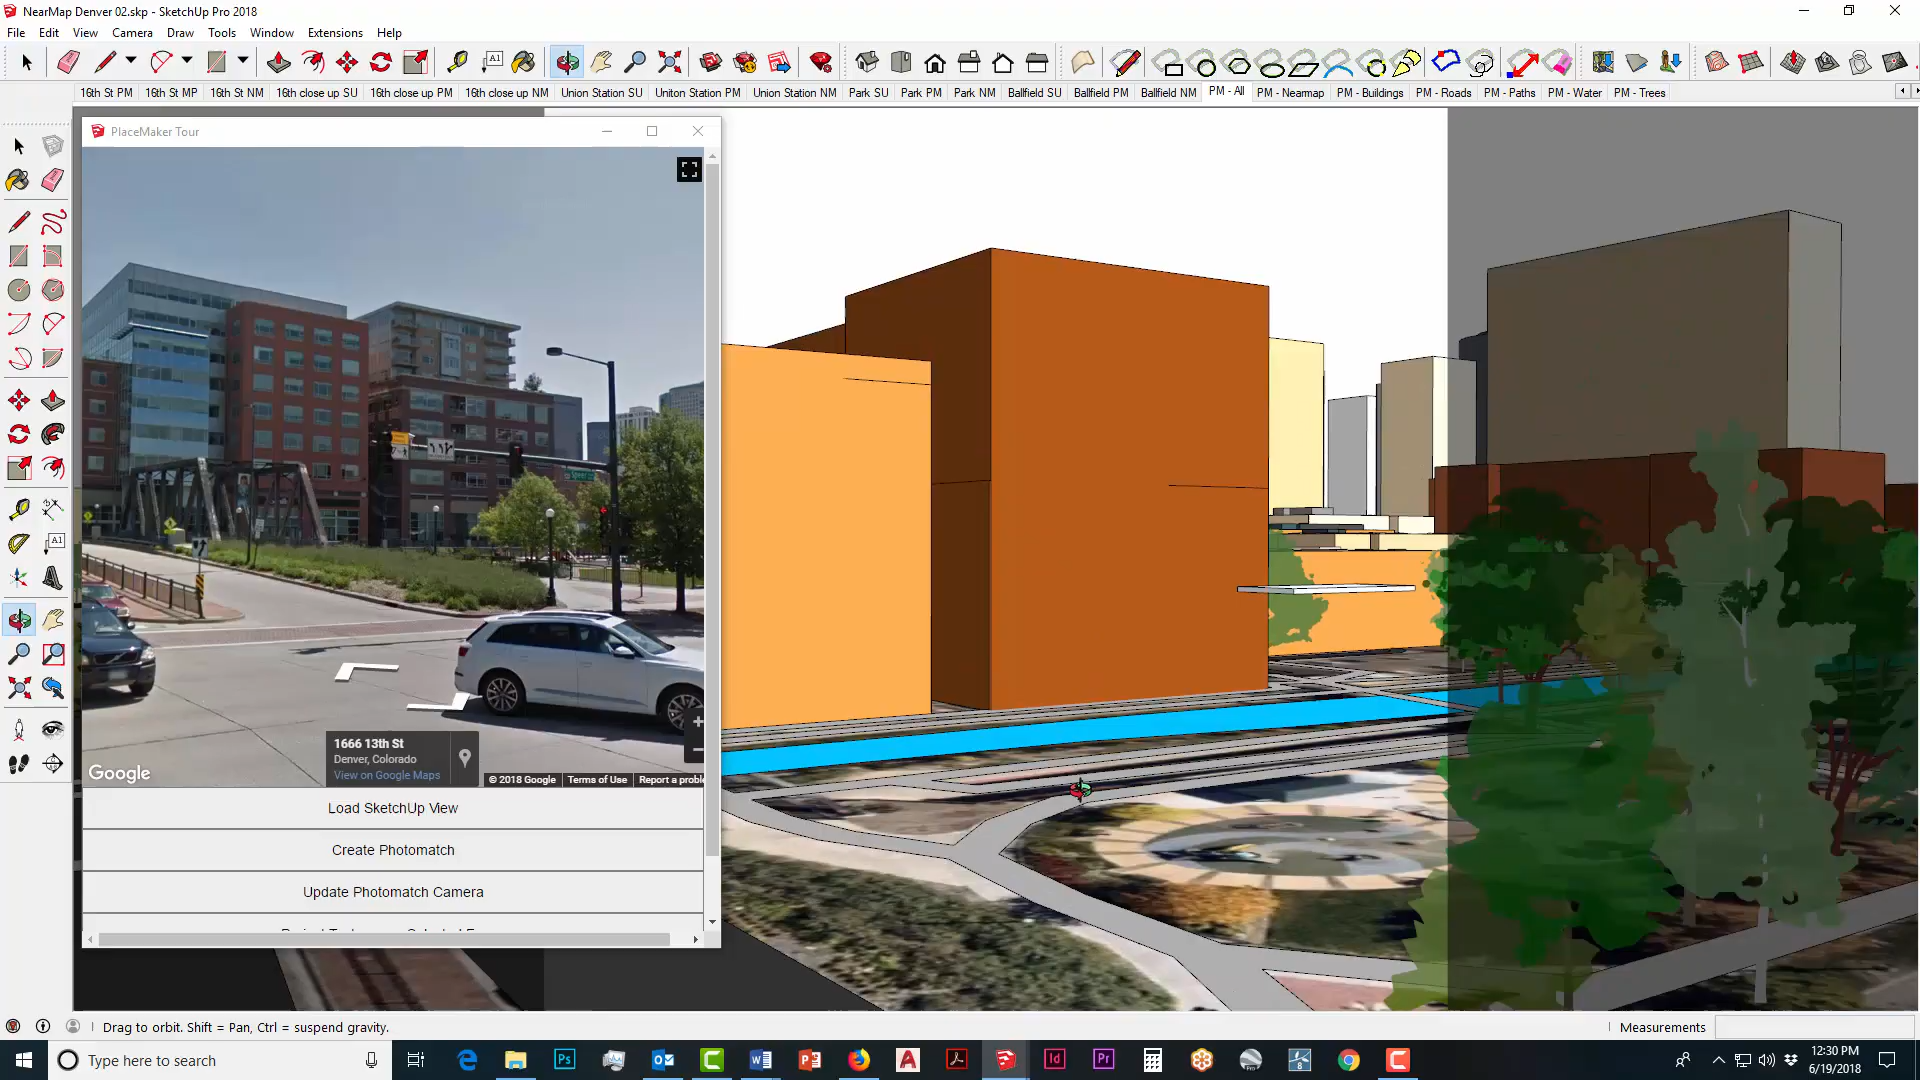 NearMap Denver 02.skp - SketchUp Pro 2018
File Edit View Camera Draw Tools Window Extensions Help
A1
16th St PM 16th St MP 16th St NM 16th close up SU 16th close up PM 16th close up NM Union Station SU Uniton Station PM Union Station NM Park SU Park PM Park NM Ballfield SU Ballfield PM Ballfield NM PM - All PM - Nearmap PM - Buildings PM - Roads PM - Paths PM - Water PM - Trees
PlaceMaker Tour
A1
1666 13th St
Denver, Colorado
View on Google Maps
Google
© 2018 Google Terms of Use Report a proble
Load SketchUp View
Create Photomatch
Update Photomatch Camera
Drag to orbit. Shift = Pan, Ctrl = suspend gravity.
Measurements
Type here to search
12:30 PM
6/19/2018